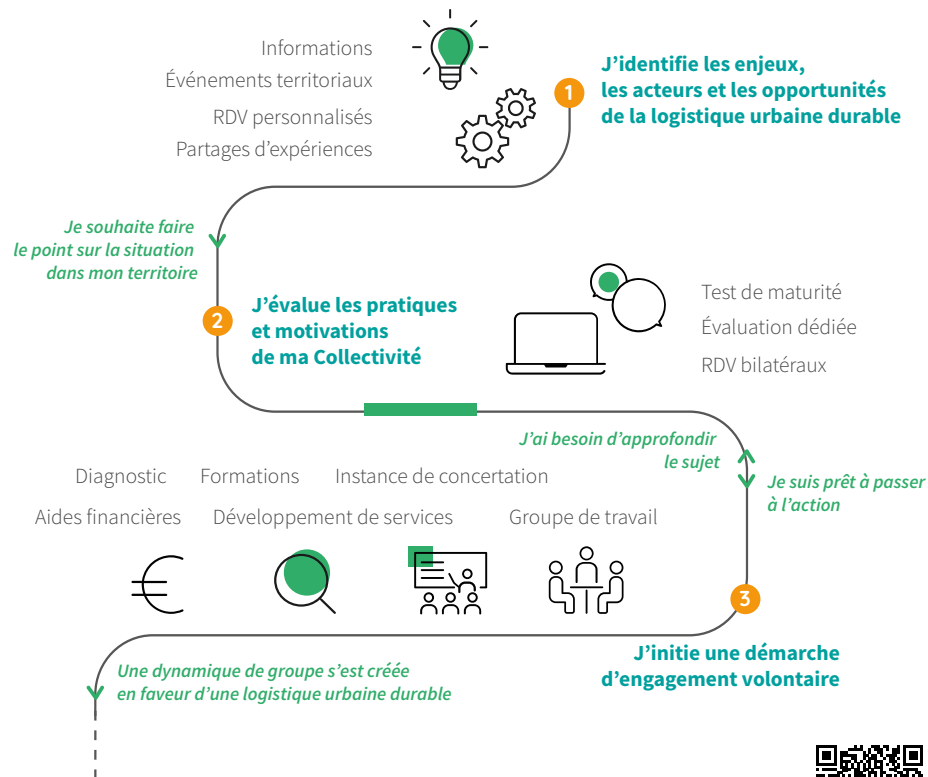 Informations
Événements territoriaux
RDV personnalisés
Partages d’expériences
1
J’identifie les enjeux,
les acteurs et les opportunités
de la logistique urbaine durable
Je souhaite faire
le point sur la situation
dans mon territoire
2
J’évalue les pratiques
et motivations
de ma Collectivité
Test de maturité
Évaluation dédiée
RDV bilatéraux
J’ai besoin d’approfondir
le sujet
Je suis prêt à passer
à l’action
Diagnostic Formations Instance de concertation
Aides financières Développement de services Groupe de travail
3
J’initie une démarche
d’engagement volontaire
Une dynamique de groupe s’est créée
en faveur d’une logistique urbaine durable